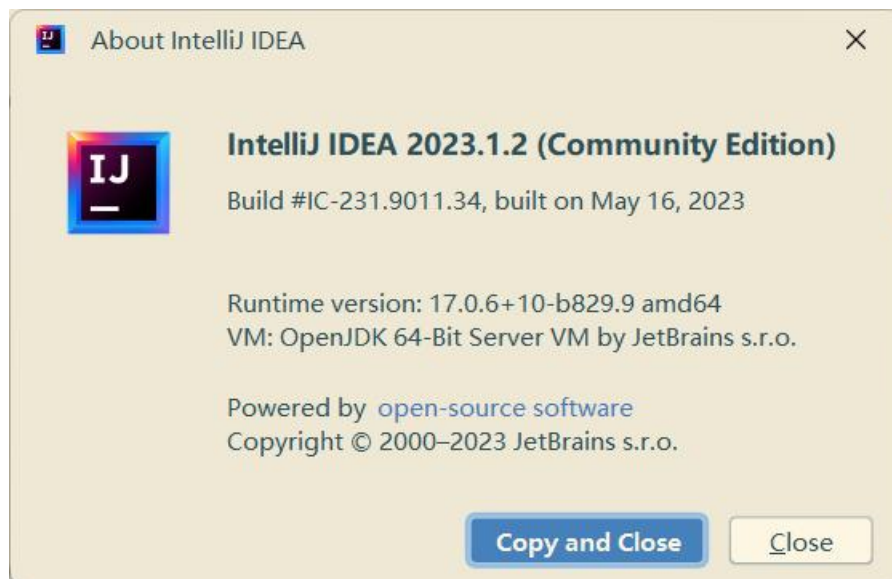 About IntelliJ IDEA
IJ
IntelliJ IDEA 2023.1.2 (Community Edition)
Build #IC-231.9011.34, built on May 16, 2023
Runtime version: 17.0.6+10-b829.9 amd64
VM: OpenJDK 64-Bit Server VM by JetBrains s.r.o.
Powered by open-source software
Copyright © 2000–2023 JetBrains s.r.o.
Copy and Close
Close